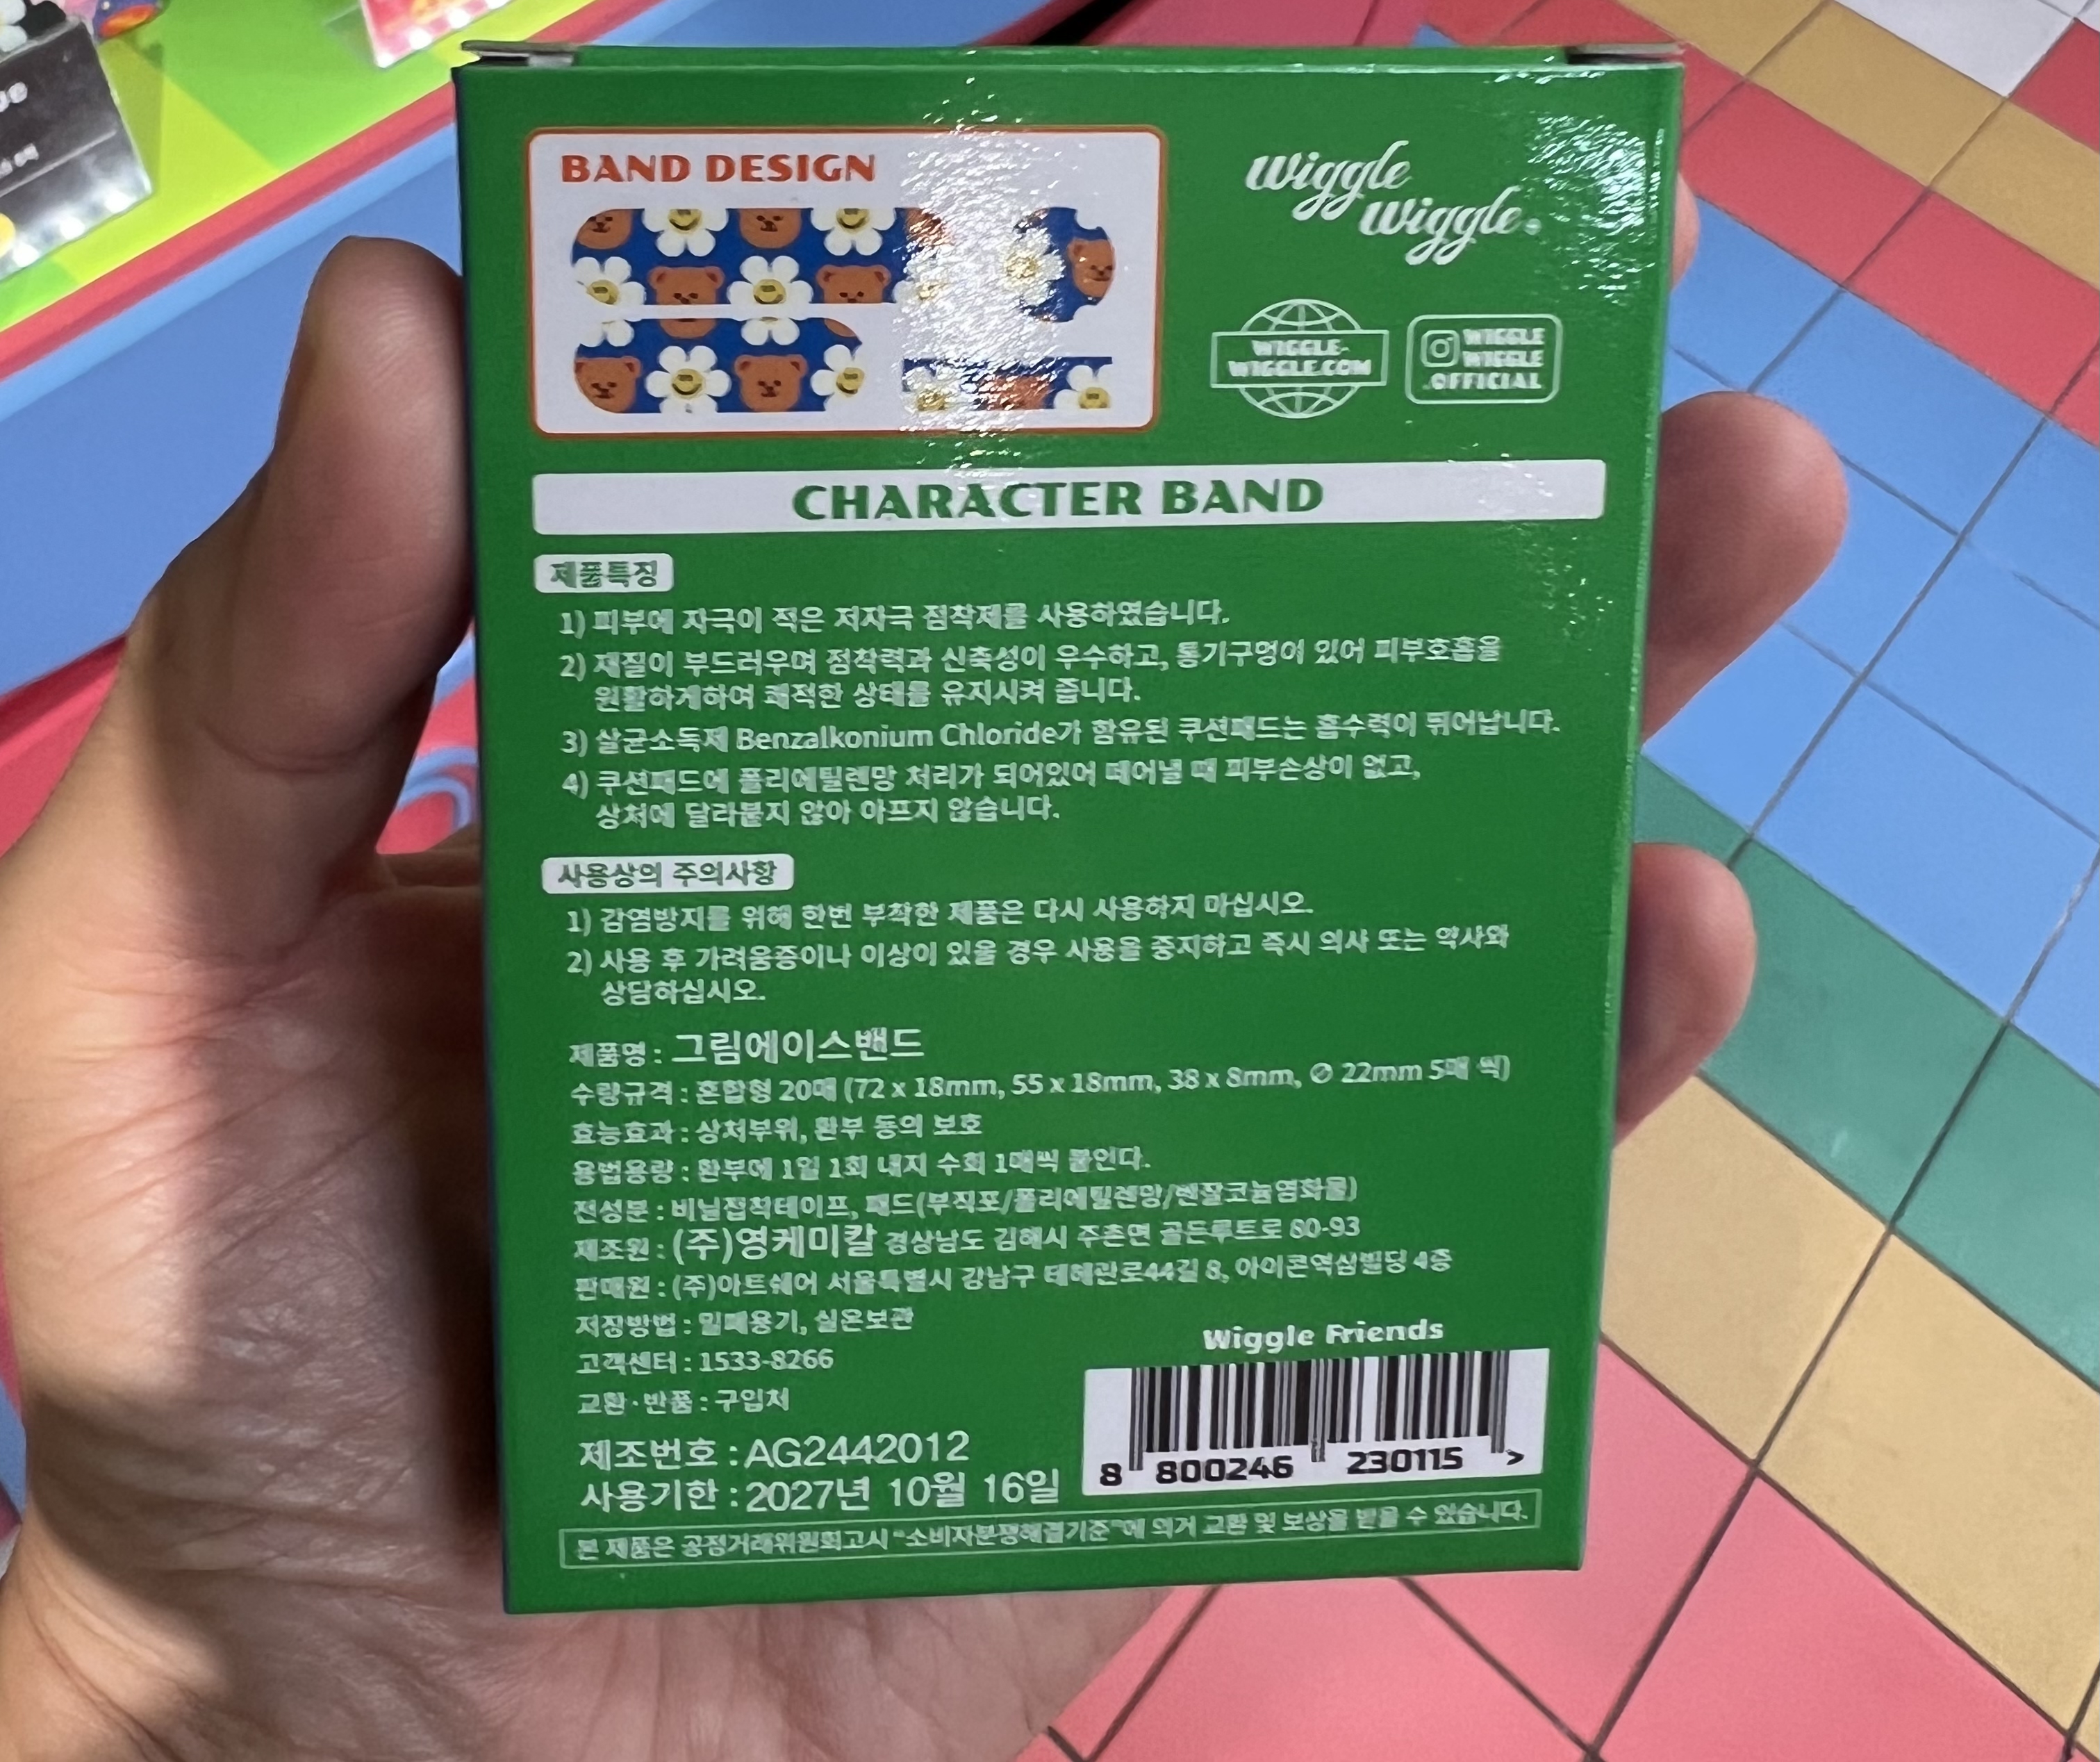 BAND DESIGN
wiggle
wiggle.
WIGGLE-
WIGGLE.COM
WIGGLE
WIGGLE
.OFFICIAL
CHARACTER BAND
제품특징
1) 피부에 자극이 적은 저자극 점착제를 사용하였습니다.
2) 재질이 부드러우며 점착력과 신축성이 우수하고, 통기구멍이 있어 피부호흡을
원활하게하여 쾌적한 상태를 유지시켜 줍니다.
3) 살균소독제 Benzalkonium Chloride가 함유된 쿠션패드는 흡수력이 뛰어납니다.
4) 쿠션패드에 폴리에틸렌망 처리가 되어있어 떼어낼 때 피부손상이 없고,
상처에 달라붙지 않아 아프지 않습니다.
사용상의 주의사항
1) 감염방지를 위해 한번 부착한 제품은 다시 사용하지 마십시오.
2) 사용 후 가려움증이나 이상이 있을 경우 사용을 중지하고 즉시 의사 또는 약사와
상담하십시오.
제품명 : 그림에이스밴드
수량규격 : 혼합형 20매 (72 x 18mm, 55 x 18mm, 38 x 8mm, ∅ 22mm 5매 씩)
효능효과 : 상처부위, 환부 등의 보호
용법용량 : 환부에 1일 1회 내지 수회 1매씩 붙인다.
전성분 : 비닐접착테이프, 패드(부직포/폴리에틸렌망/벤잘코늄염화물)
제조원 : (주)영케미칼 경상남도 김해시 주촌면 골든루트로 80-93
판매원 : (주)아트쉐어 서울특별시 강남구 테헤란로44길 8, 아이콘역삼빌딩 4층
저장방법 : 밀폐용기, 실온보관
고객센터 : 1533-8266
교환·반품 : 구입처
Wiggle Friends
8 800246 230115 >
제조번호 : AG2442012
사용기한 : 2027년 10월 16일
본 제품은 공정거래위원회고시 "소비자분쟁해결기준"에 의거 교환 및 보상을 받을 수 있습니다.